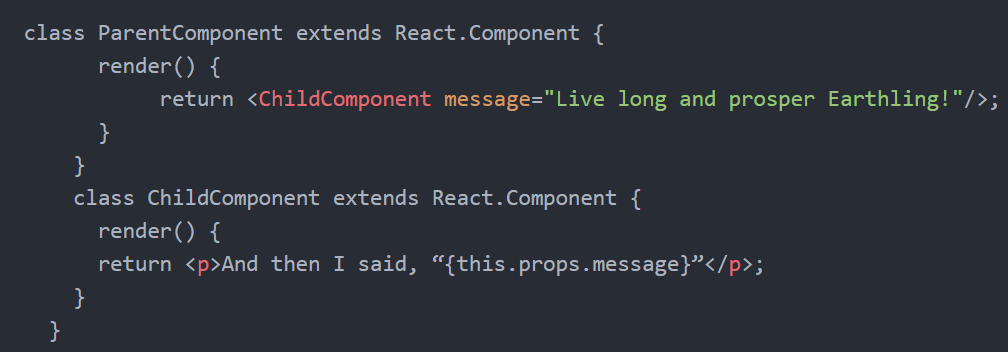 class ParentComponent extends React.Component {
render() {
return <ChildComponent message="Live long and prosper Earthling!"/>;
}
}
class ChildComponent extends React.Component {
render() {
return <p>And then I said, “{this.props.message}”</p>;
}
}